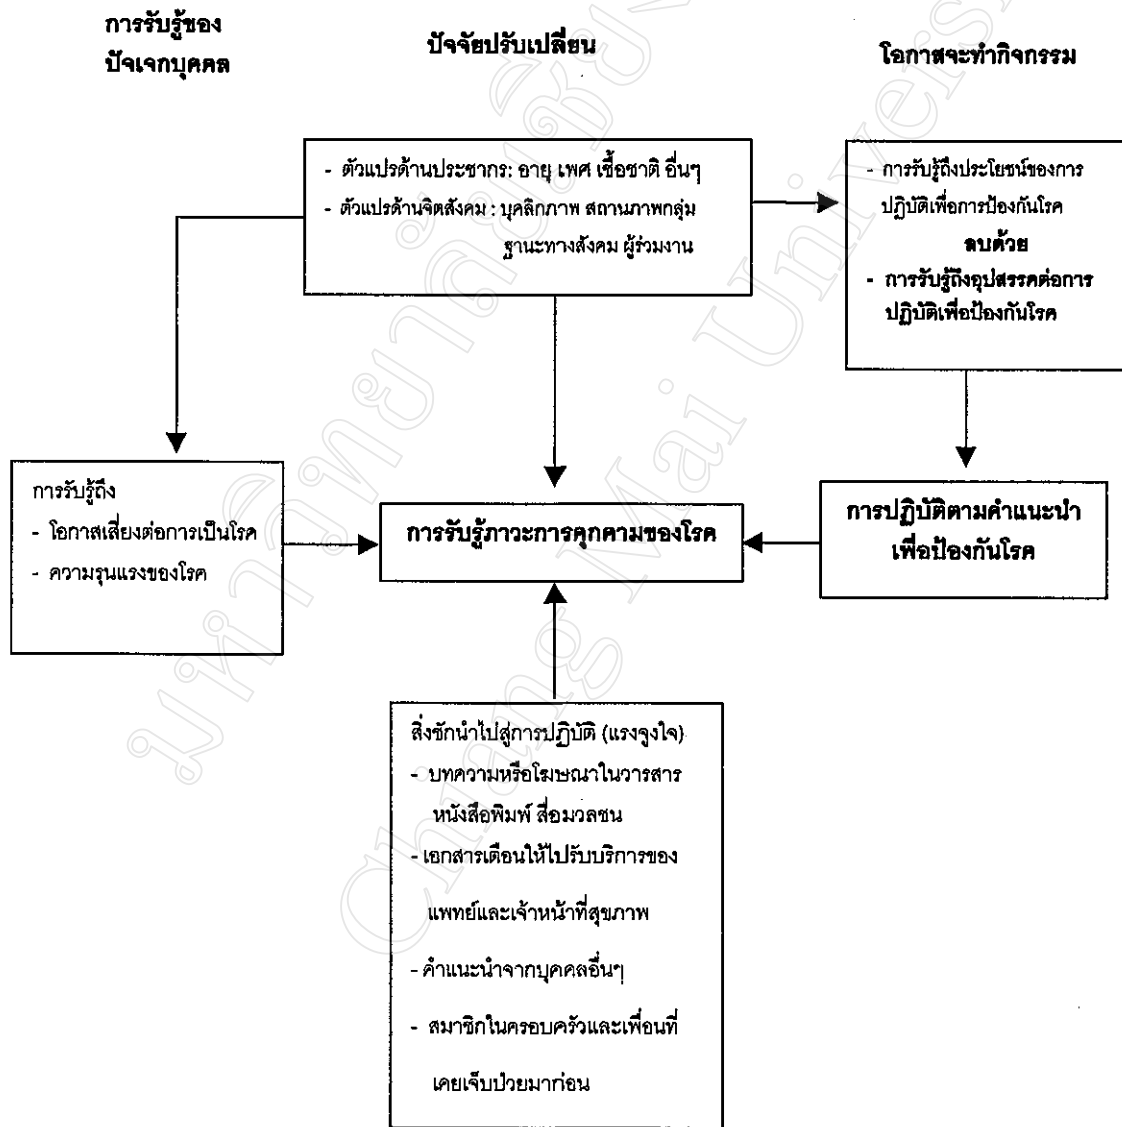 การรับรู้ของ
ปัจเจกบุคคล
ปัจจัยปรับเปลี่ยน
โอกาสจะทำกิจกรรม
- ตัวแปรด้านประชากร: อายุ เพศ เชื้อชาติ อื่นๆ
- ตัวแปรด้านจิตสังคม : บุคลิกภาพ สถานภาพกลุ่ม
ฐานะทางสังคม ผู้ร่วมงาน
- การรับรู้ถึงประโยชน์ของการ
ปฏิบัติเพื่อการป้องกันโรค
ลบด้วย
- การรับรู้ถึงอุปสรรคต่อการ
ปฏิบัติเพื่อป้องกันโรค
การรับรู้ถึง
- โอกาสเสี่ยงต่อการเป็นโรค
- ความรุนแรงของโรค
การรับรู้ภาวะการคุกคามของโรค
การปฏิบัติตามคำแนะนำ
เพื่อป้องกันโรค
สิ่งชักนำไปสู่การปฏิบัติ (แรงจูงใจ)
- บทความหรือโฆษณาในวารสาร
หนังสือพิมพ์ สื่อมวลชน
- เอกสารเตือนให้ไปรับบริการของ
แพทย์และเจ้าหน้าที่สุขภาพ
- คำแนะนำจากบุคคลอื่นๆ
- สมาชิกในครอบครัวและเพื่อนที่
เคยเจ็บป่วยมาก่อน
มหาวิทยาลัยเชียงใหม่
Chiang Mai Univers